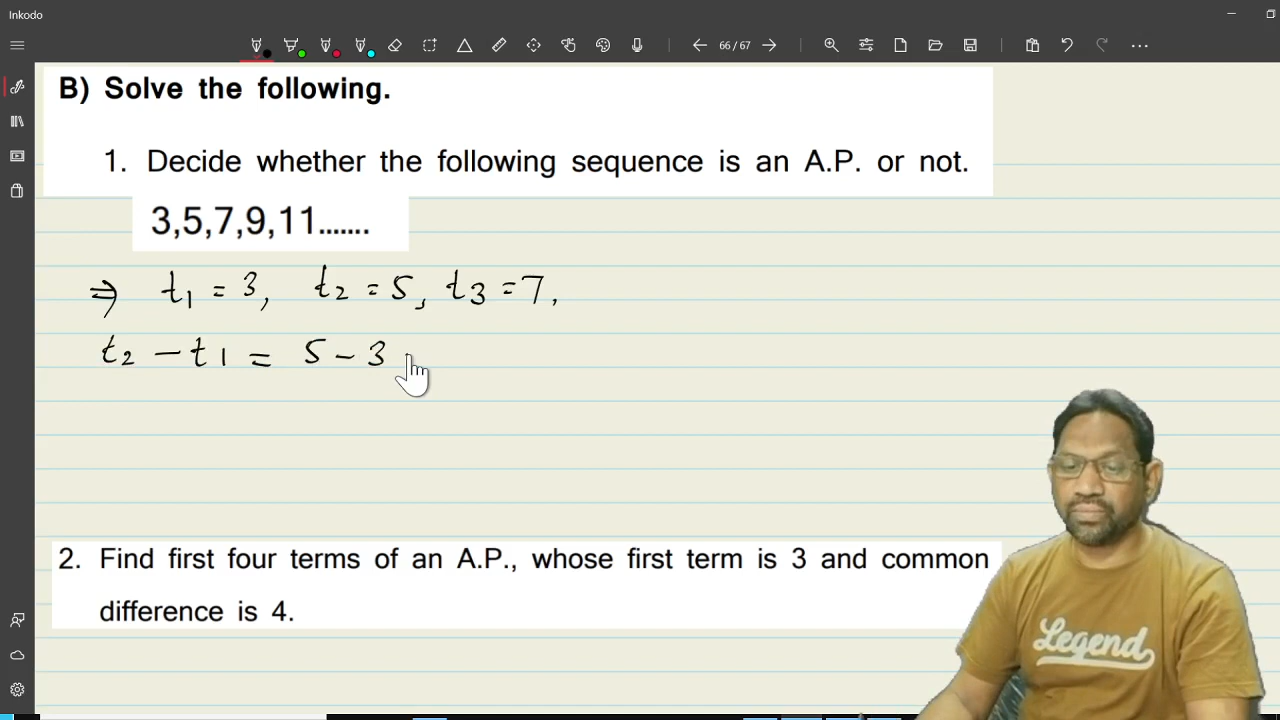 Inkodo
66 / 67
B) Solve the following.
1. Decide whether the following sequence is an A.P. or not.
3,5,7,9,11.......
⇒ t1 = 3, t2 = 5, t3 = 7,
t2 - t1 = 5 - 3
2. Find first four terms of an A.P., whose first term is 3 and common
difference is 4.
Legend